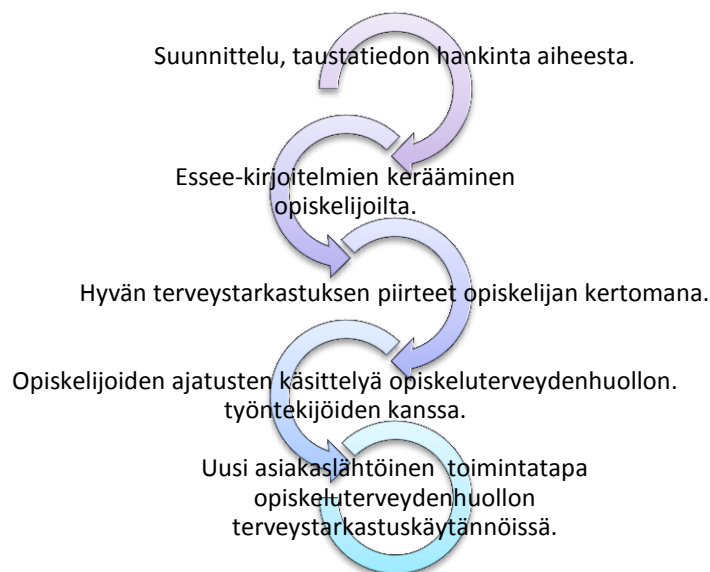 Suunnittelu, taustatiedon hankinta aiheesta.
Essee-kirjoitelmien kerääminen
opiskelijoilta.
Hyvän terveystarkastuksen piirteet opiskelijan kertomana.
Opiskelijoiden ajatusten käsittelyä opiskeluterveydenhuollon.
työntekijöiden kanssa.
Uusi asiakaslähtöinen toimintatapa
opiskeluterveydenhuollon
terveystarkastuskäytännöissä.